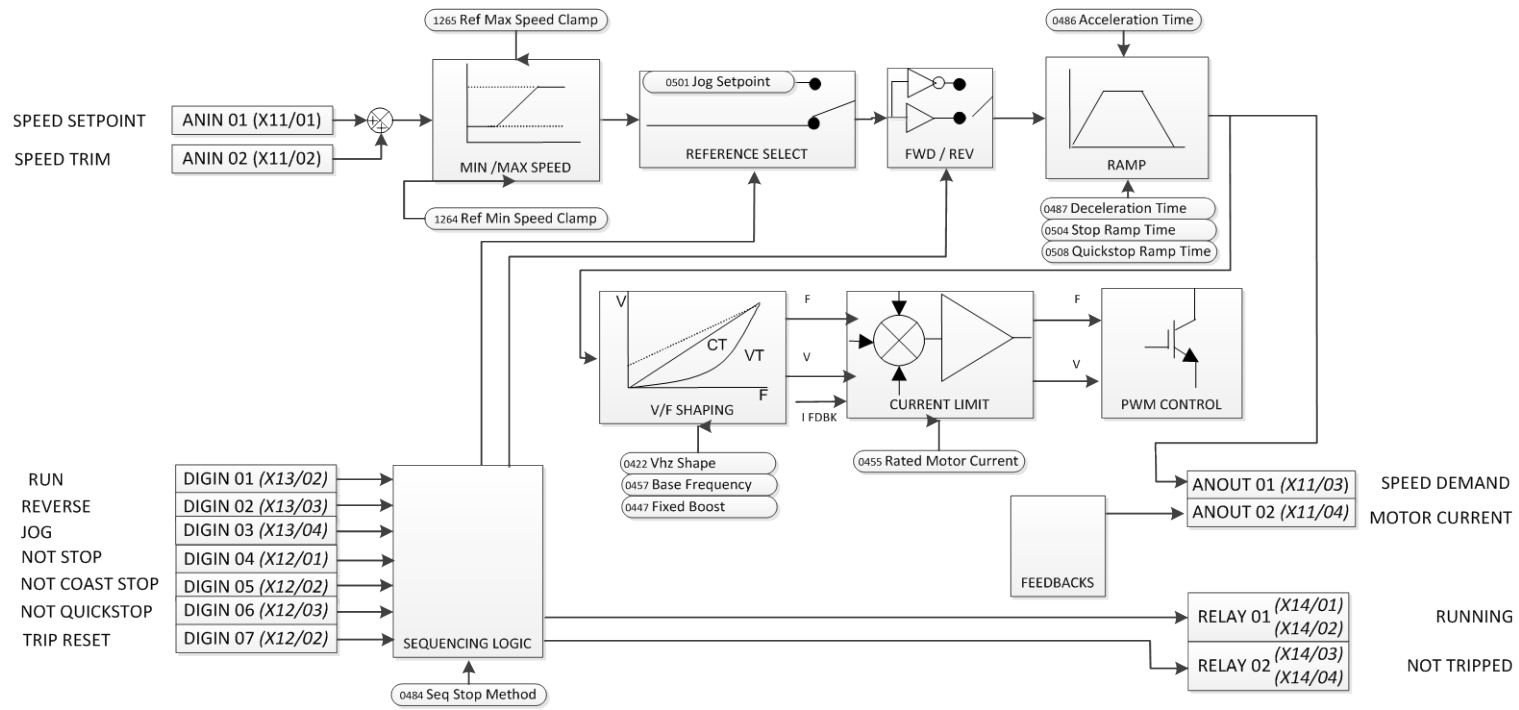 1265 Ref Max Speed Clamp
0486 Acceleration Time
0501 Jog Setpoint
SPEED SETPOINT
ANIN 01 (X11/01)
SPEED TRIM
ANIN 02 (X11/02)
MIN /MAX SPEED
REFERENCE SELECT
FWD / REV
RAMP
1264 Ref Min Speed Clamp
0487 Deceleration Time
0504 Stop Ramp Time
0508 Quickstop Ramp Time
V
CT
VT
F
V/F SHAPING
F
V
I FDBK
CURRENT LIMIT
F
V
PWM CONTROL
0422 Vhz Shape
0457 Base Frequency
0447 Fixed Boost
0455 Rated Motor Current
RUN
DIGIN 01 (X13/02)
REVERSE
DIGIN 02 (X13/03)
JOG
DIGIN 03 (X13/04)
NOT STOP
DIGIN 04 (X12/01)
NOT COAST STOP
DIGIN 05 (X12/02)
NOT QUICKSTOP
DIGIN 06 (X12/03)
TRIP RESET
DIGIN 07 (X12/02)
SEQUENCING LOGIC
0484 Seq Stop Method
ANOUT 01 (X11/03)
SPEED DEMAND
ANOUT 02 (X11/04)
MOTOR CURRENT
FEEDBACKS
RELAY 01 (X14/01)
(X14/02)
RUNNING
RELAY 02 (X14/03)
(X14/04)
NOT TRIPPED